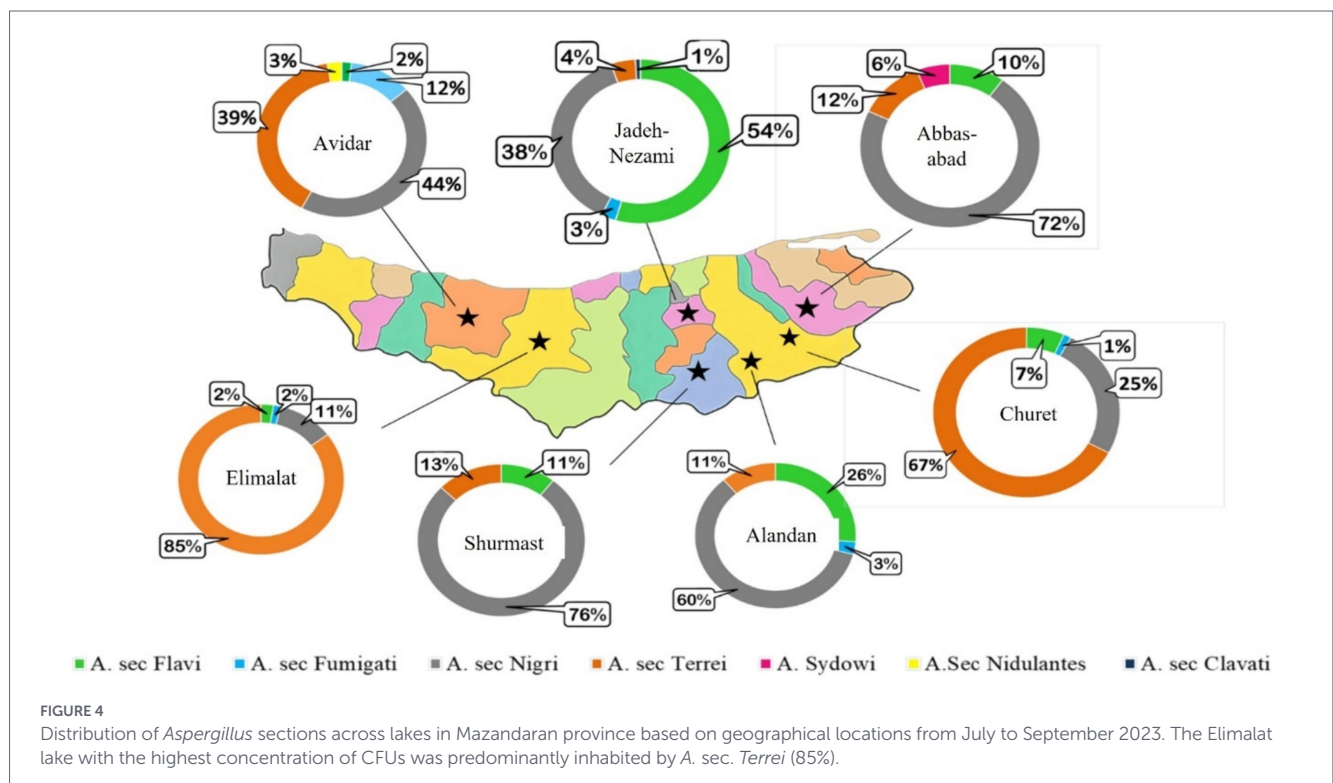 3%
2%
12%
39%
Avidar
44%
4%
1%
Jadeh-
Nezami
54%
38%
3%
6%
10%
12%
Abbas-
abad
72%
1%
7%
25%
Churet
67%
2%
2%
11%
Elimalat
85%
13%
11%
Shurmast
76%
11%
26%
Alandan
3%
60%
A. sec Flavi A. sec Fumigati A. sec Nigri A. sec Terrei A. Sydowi A.Sec Nidulantes A. sec Clavati
FIGURE 4
Distribution of Aspergillus sections across lakes in Mazandaran province based on geographical locations from July to September 2023. The Elimalat
lake with the highest concentration of CFUs was predominantly inhabited by A. sec. Terrei (85%).